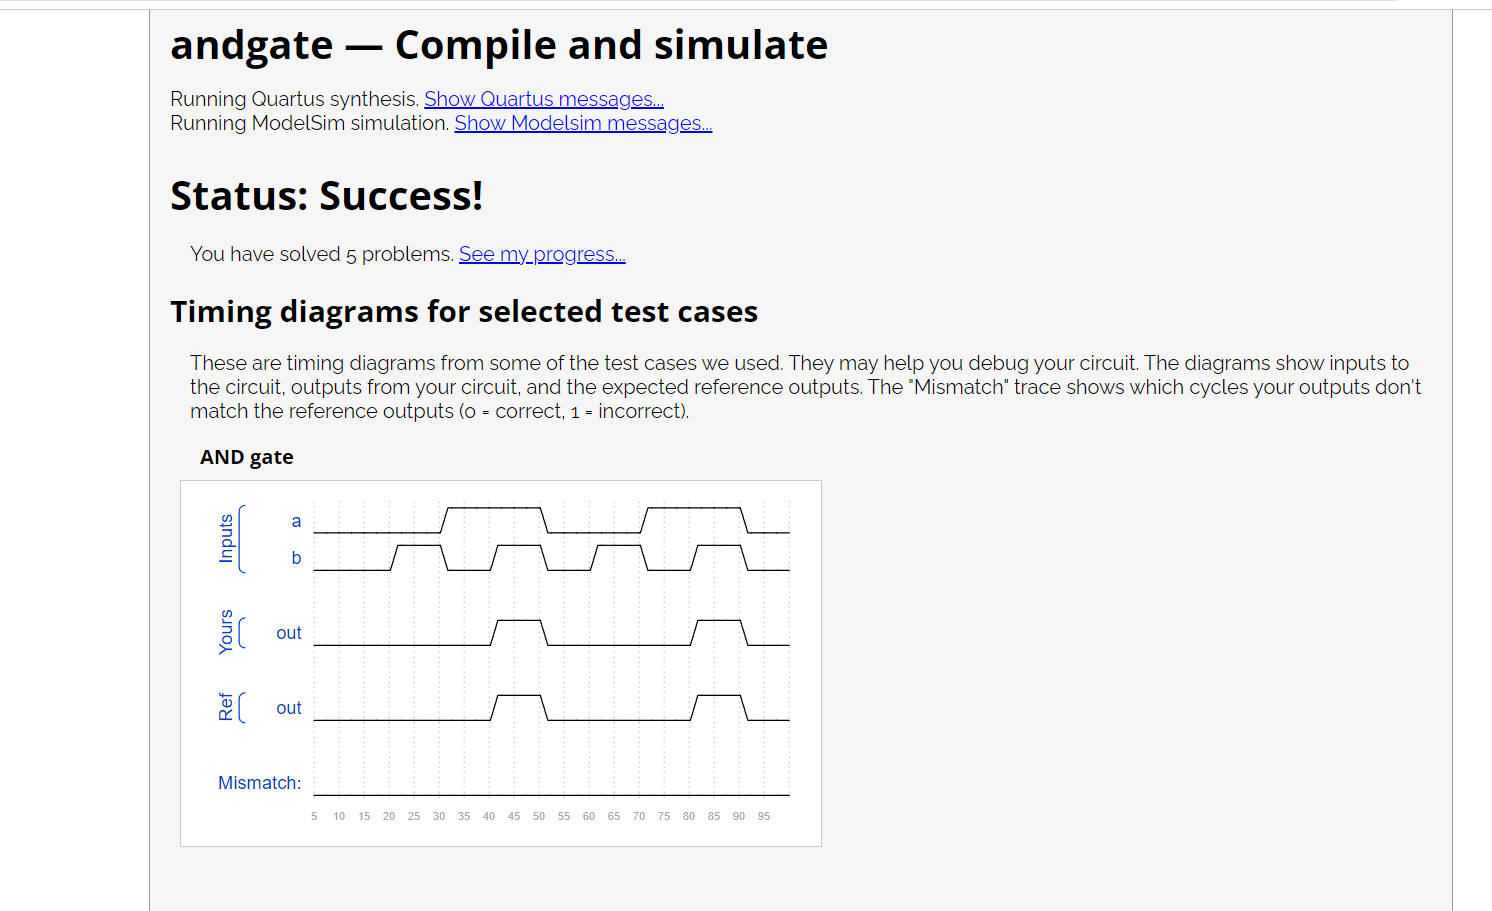 andgate — Compile and simulate
Running Quartus synthesis. Show Quartus messages...
Running ModelSim simulation. Show Modelsim messages...
Status: Success!
You have solved 5 problems. See my progress...
Timing diagrams for selected test cases
These are timing diagrams from some of the test cases we used. They may help you debug your circuit. The diagrams show inputs to
the circuit, outputs from your circuit, and the expected reference outputs. The "Mismatch" trace shows which cycles your outputs don't
match the reference outputs (0 = correct, 1 = incorrect).
AND gate
Inputs
a
b
Yours
out
Ref
out
Mismatch:
5 10 15 20 25 30 35 40 45 50 55 60 65 70 75 80 85 90 95